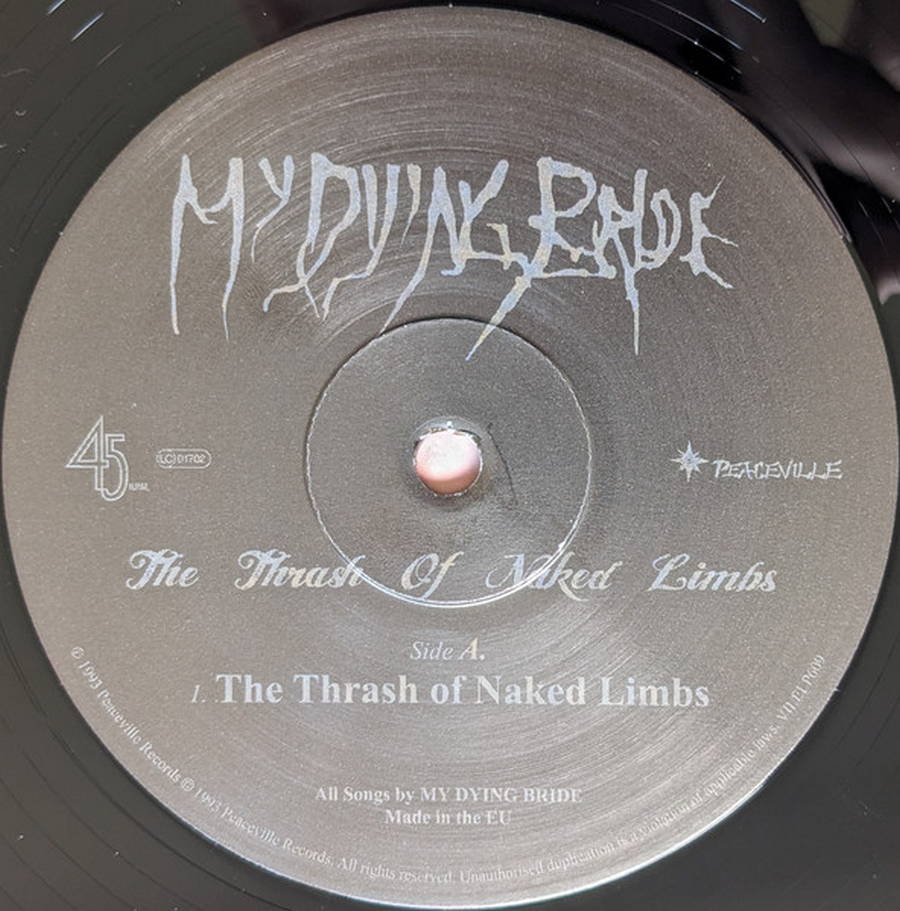 MY DYING BRIDE
45 R.P.M.
LC 01702
PEACEVILLE
The Thrash Of Naked Limbs
Side A.
1. The Thrash of Naked Limbs
All Songs by MY DYING BRIDE
Made in the EU
© 1993 Peaceville Records ℗ 1993 Peaceville Records. All rights reserved. Unauthorised duplication is a violation of applicable laws. VILELP609